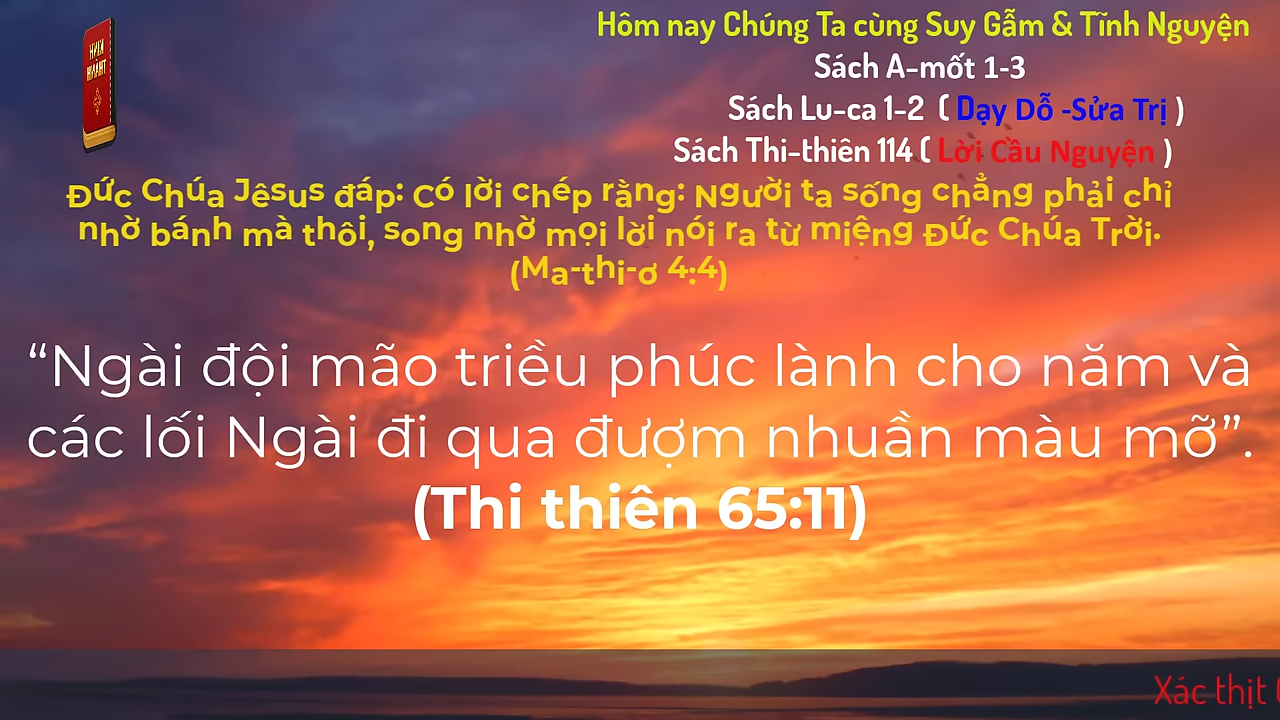 KINH
THÁNH
Hôm nay Chúng Ta cùng Suy Gẫm & Tĩnh Nguyện
Sách A-mốt 1-3
Sách Lu-ca 1-2 ( Dạy Dỗ -Sửa Trị )
Sách Thi-thiên 114 ( Lời Cầu Nguyện )
Đức Chúa Jêsus đáp: Có lời chép rằng: Người ta sống chẳng phải chỉ
nhờ bánh mà thôi, song nhờ mọi lời nói ra từ miệng Đức Chúa Trời.
(Ma-thi-ơ 4:4)
“Ngài đội mão triều phúc lành cho năm và
các lối Ngài đi qua đượm nhuần màu mỡ”.
(Thi thiên 65:11)
Xác thịt